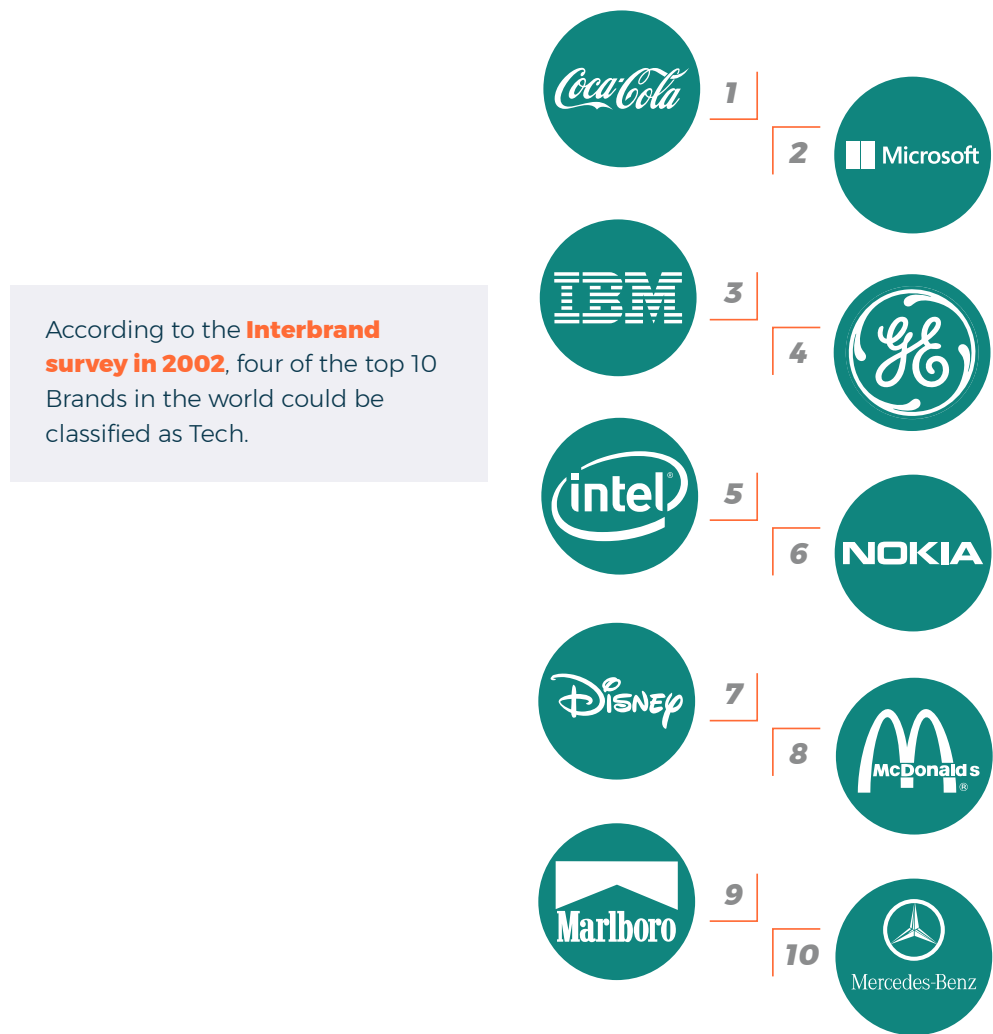 According to the Interbrand
survey in 2002, four of the top 10
Brands in the world could be
classified as Tech.
Coca-Cola
1
2
Microsoft
IBM
3
4
GE
intel
®
5
6
NOKIA
Disney
7
8
McDonald s
®
Marlboro
9
10
Mercedes-Benz